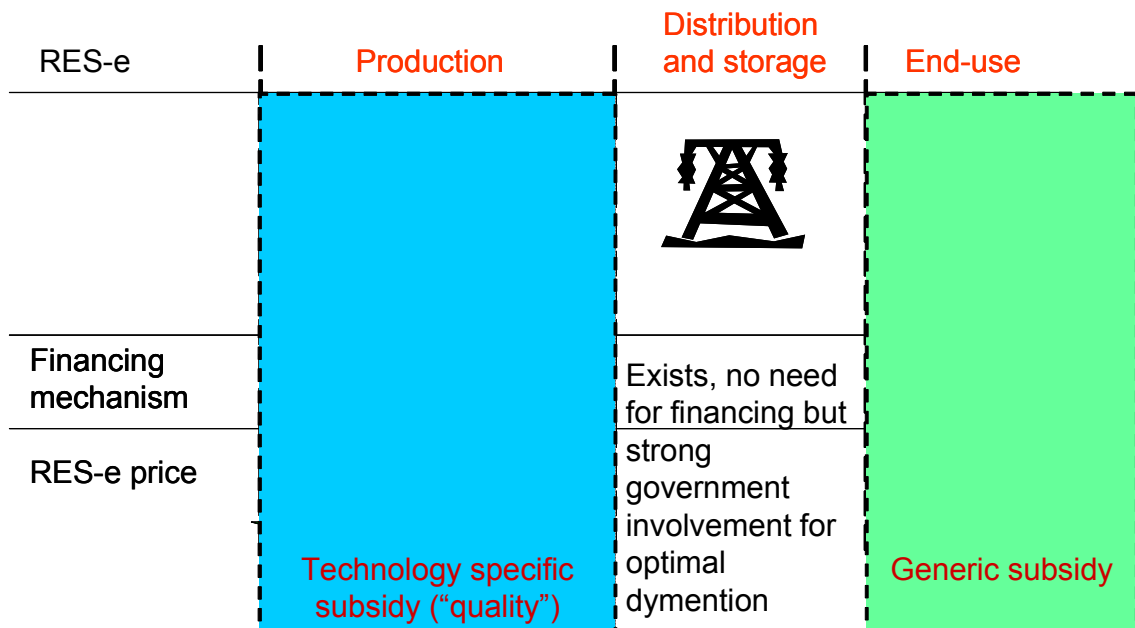 RES-e
Production
Distribution
and storage
End-use
Financing
mechanism
Exists, no need
for financing but
strong
government
involvement for
optimal
dymention
RES-e price
Technology specific
subsidy (“quality”)
Generic subsidy